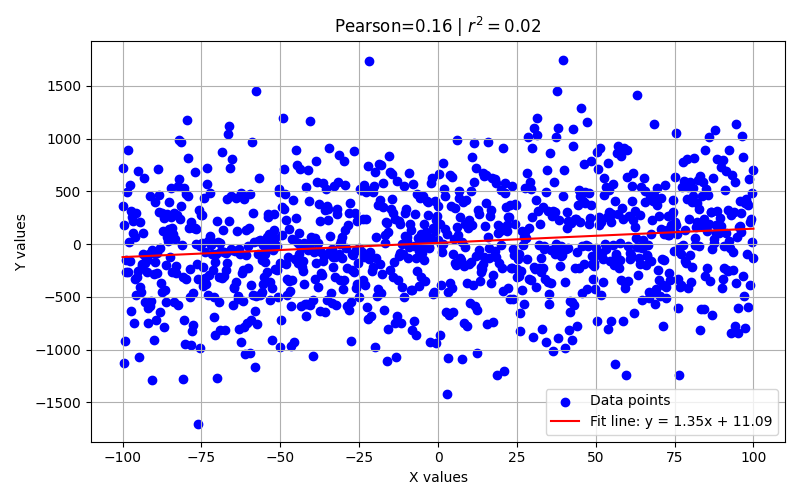 Pearson=0.16 | r² = 0.02
Y values
1500
1000
500
0
−500
−1000
−1500
Data points
Fit line: y = 1.35x + 11.09
−100 −75 −50 −25 0 25 50 75 100
X values